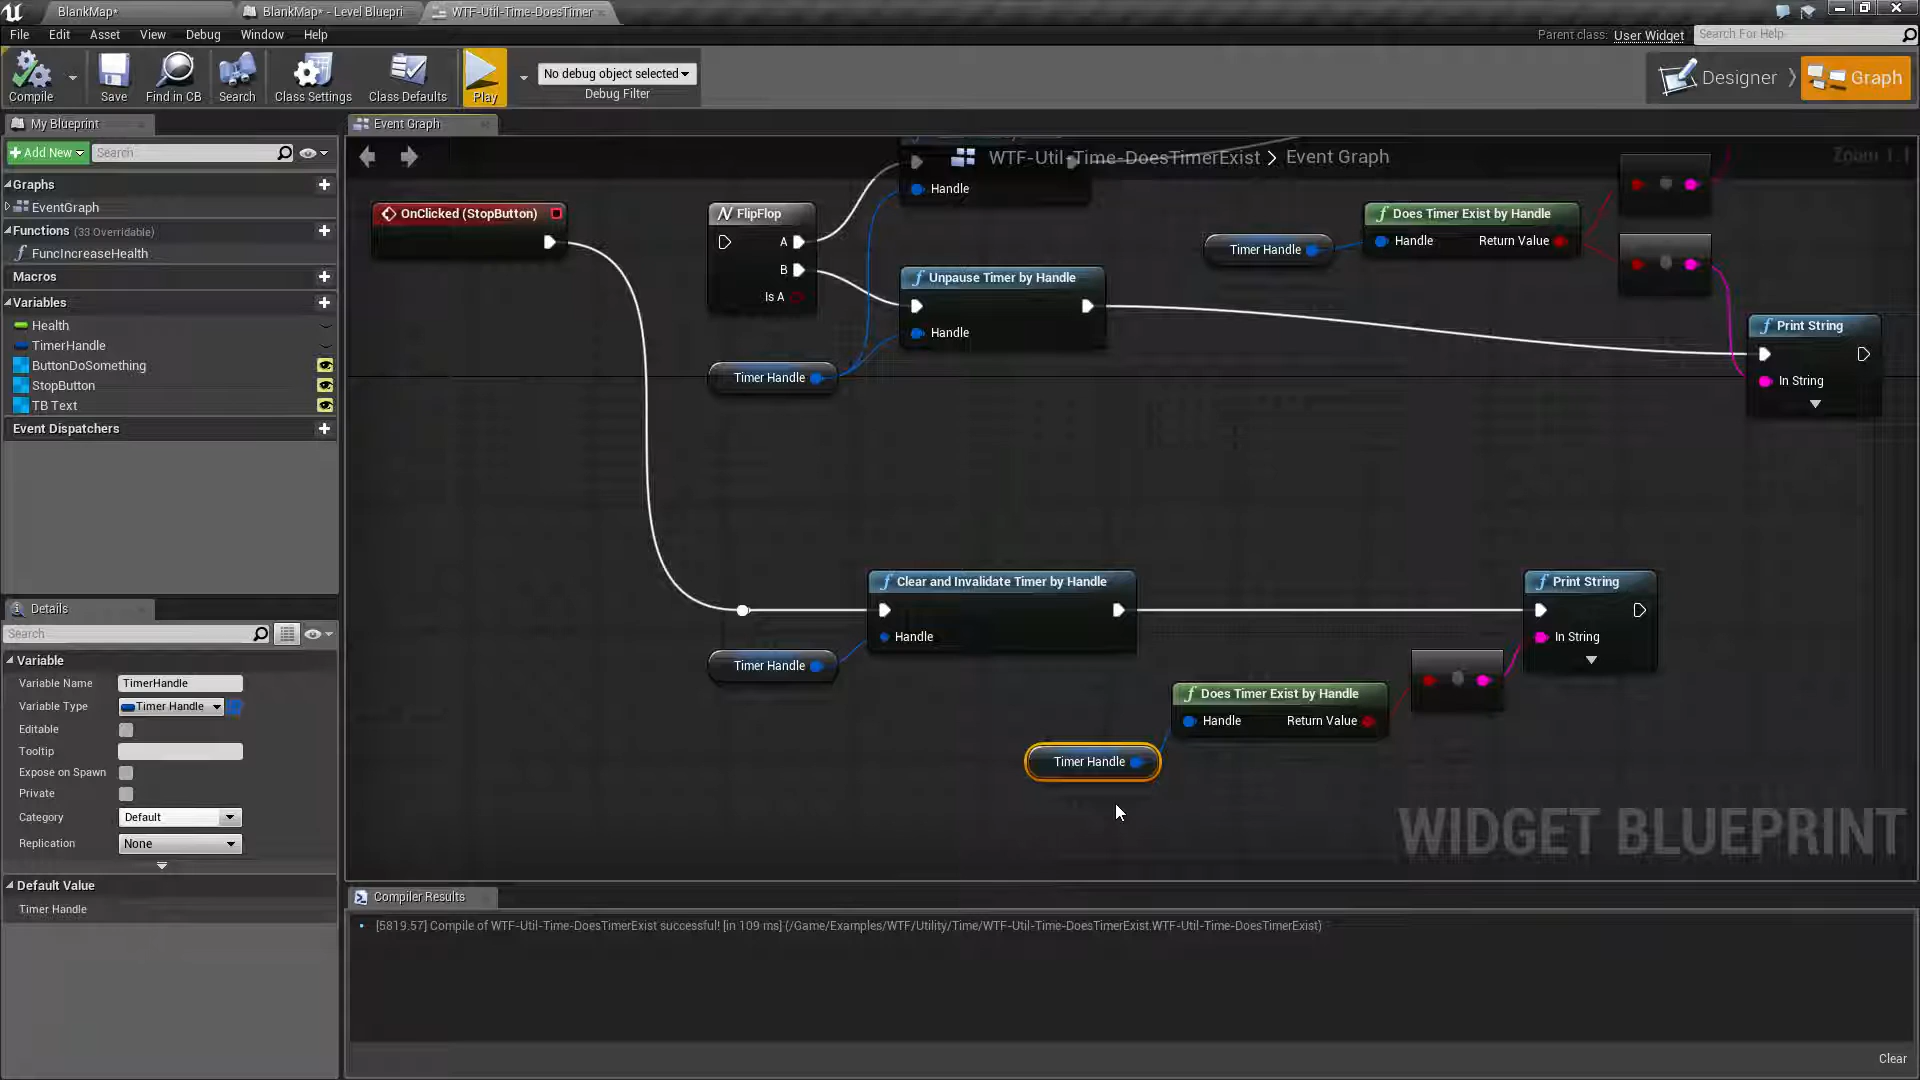 BlankMap*
BlankMap* - Level Bluepri
WTF-Util-Time-DoesTimer
File Edit Asset View Debug Window Help
Parent class: User Widget
Search For Help
Compile
Save
Find in CB
Search
Class Settings
Class Defaults
Play
No debug object selected
Debug Filter
Designer
Graph
My Blueprint
Event Graph
+Add New
Search
WTF-Util-Time-DoesTimerExist > Event Graph
Zoom 1:1
Graphs
EventGraph
Functions (33 Overridable)
FuncIncreaseHealth
Macros
Variables
Health
TimerHandle
ButtonDoSomething
StopButton
TB Text
Event Dispatchers
Handle
OnClicked (StopButton)
FlipFlop
A
B
Is A
Does Timer Exist by Handle
Timer Handle
Handle
Return Value
Unpause Timer by Handle
Handle
Print String
In String
Timer Handle
Clear and Invalidate Timer by Handle
Handle
Print String
In String
Timer Handle
Does Timer Exist by Handle
Handle
Return Value
Timer Handle
WIDGET BLUEPRINT
Details
Search
Variable
Variable Name TimerHandle
Variable Type Timer Handle
Editable
Tooltip
Expose on Spawn
Private
Category Default
Replication None
Default Value
Timer Handle
Compiler Results
[5819.57] Compile of WTF-Util-Time-DoesTimerExist successful! [in 109 ms] (/Game/Examples/WTF/Utility/Time/WTF-Util-Time-DoesTimerExist.WTF-Util-Time-DoesTimerExist)
Clear